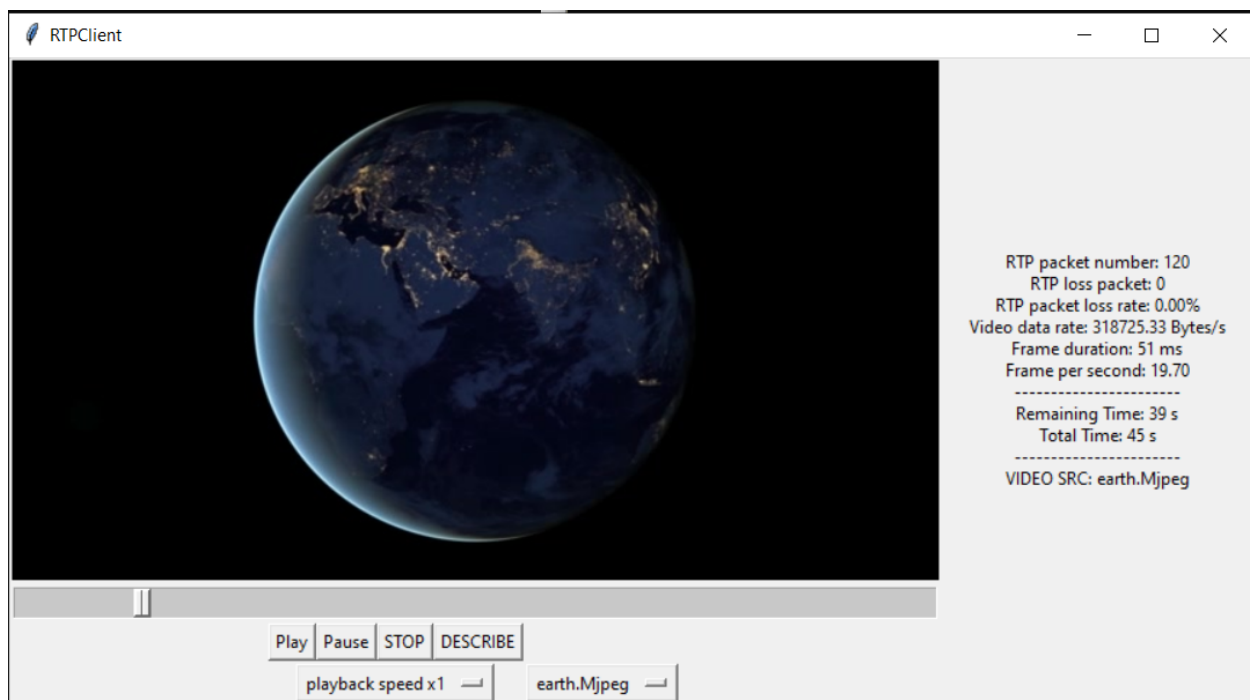 RTPClient
RTP packet number: 120
RTP loss packet: 0
RTP packet loss rate: 0.00%
Video data rate: 318725.33 Bytes/s
Frame duration: 51 ms
Frame per second: 19.70
-----------------------
Remaining Time: 39 s
Total Time: 45 s
-----------------------
VIDEO SRC: earth.Mjpeg
Play Pause STOP DESCRIBE
playback speed x1 earth.Mjpeg